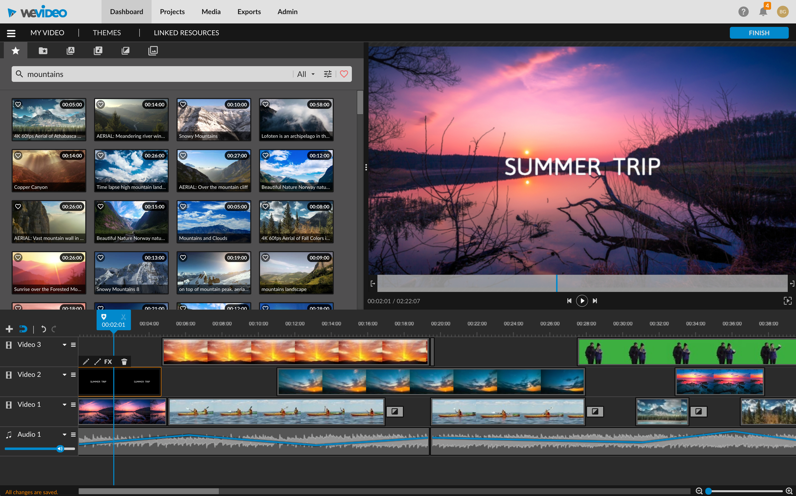 WEVIDEO
Dashboard
Projects
Media
Exports
Admin
4
MY VIDEO
THEMES
LINKED RESOURCES
FINISH
mountains
All
00:05:00
4K 60fps Aerial of Athabasca ...
00:14:00
AERIAL: Meandering river win...
00:10:00
Snowy Mountains
00:58:00
Lofoten is an archipelago in th...
00:14:00
Copper Canyon
00:26:00
Time lapse high mountain land...
00:27:00
AERIAL: Over the mountain cliff
00:12:00
Beautiful Nature Norway natu...
00:26:00
AERIAL: Vast mountain wall in ...
00:15:00
Beautiful Nature Norway natu...
00:05:00
Mountains and Clouds
00:08:00
4K 60fps Aerial of Fall Colors i...
00:26:00
Sunrise over the Forested Mo...
00:13:00
Snowy Mountains 8
00:19:00
on top of mountain peak. aeria...
00:09:00
mountains landscape
SUMMER TRIP
00:02:01 / 02:22:07
00:02:01
00:04:00
00:06:00
00:08:00
00:10:00
00:12:00
00:14:00
00:16:00
00:18:00
00:20:00
00:22:00
00:24:00
00:26:00
00:28:00
00:30:00
00:32:00
00:34:00
00:36:00
00:38:00
Video 3
FX
Video 2
SUMMER TRIP
SUMMER TRIP
Video 1
Audio 1
All changes are saved.